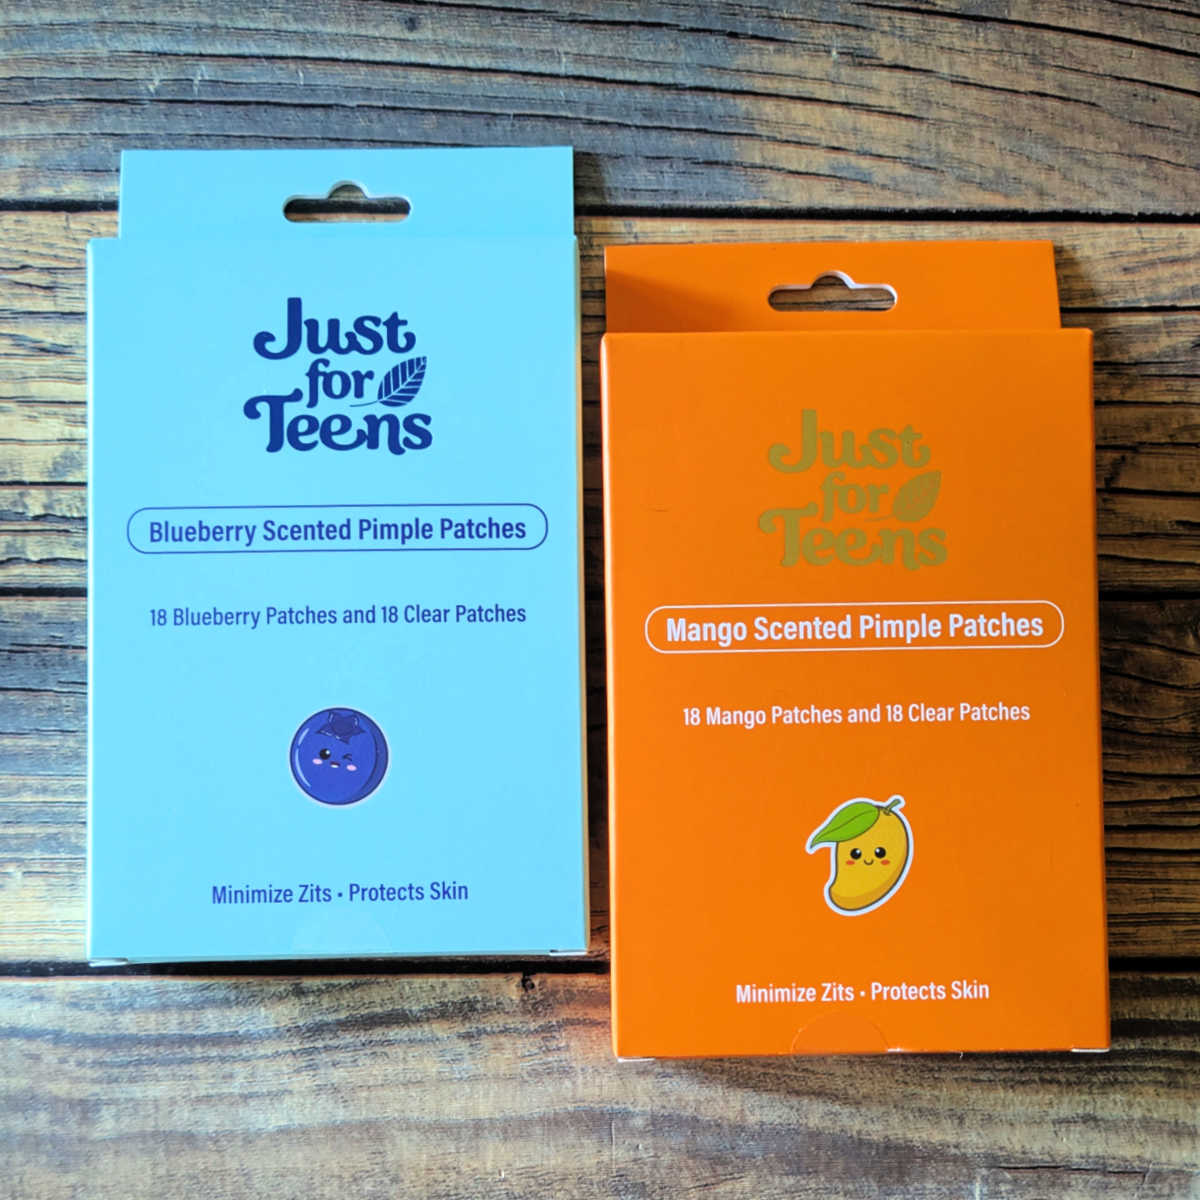 Just
for
Teens
Blueberry Scented Pimple Patches
18 Blueberry Patches and 18 Clear Patches
Minimize Zits • Protects Skin
Just
for
Teens
Mango Scented Pimple Patches
18 Mango Patches and 18 Clear Patches
Minimize Zits • Protects Skin